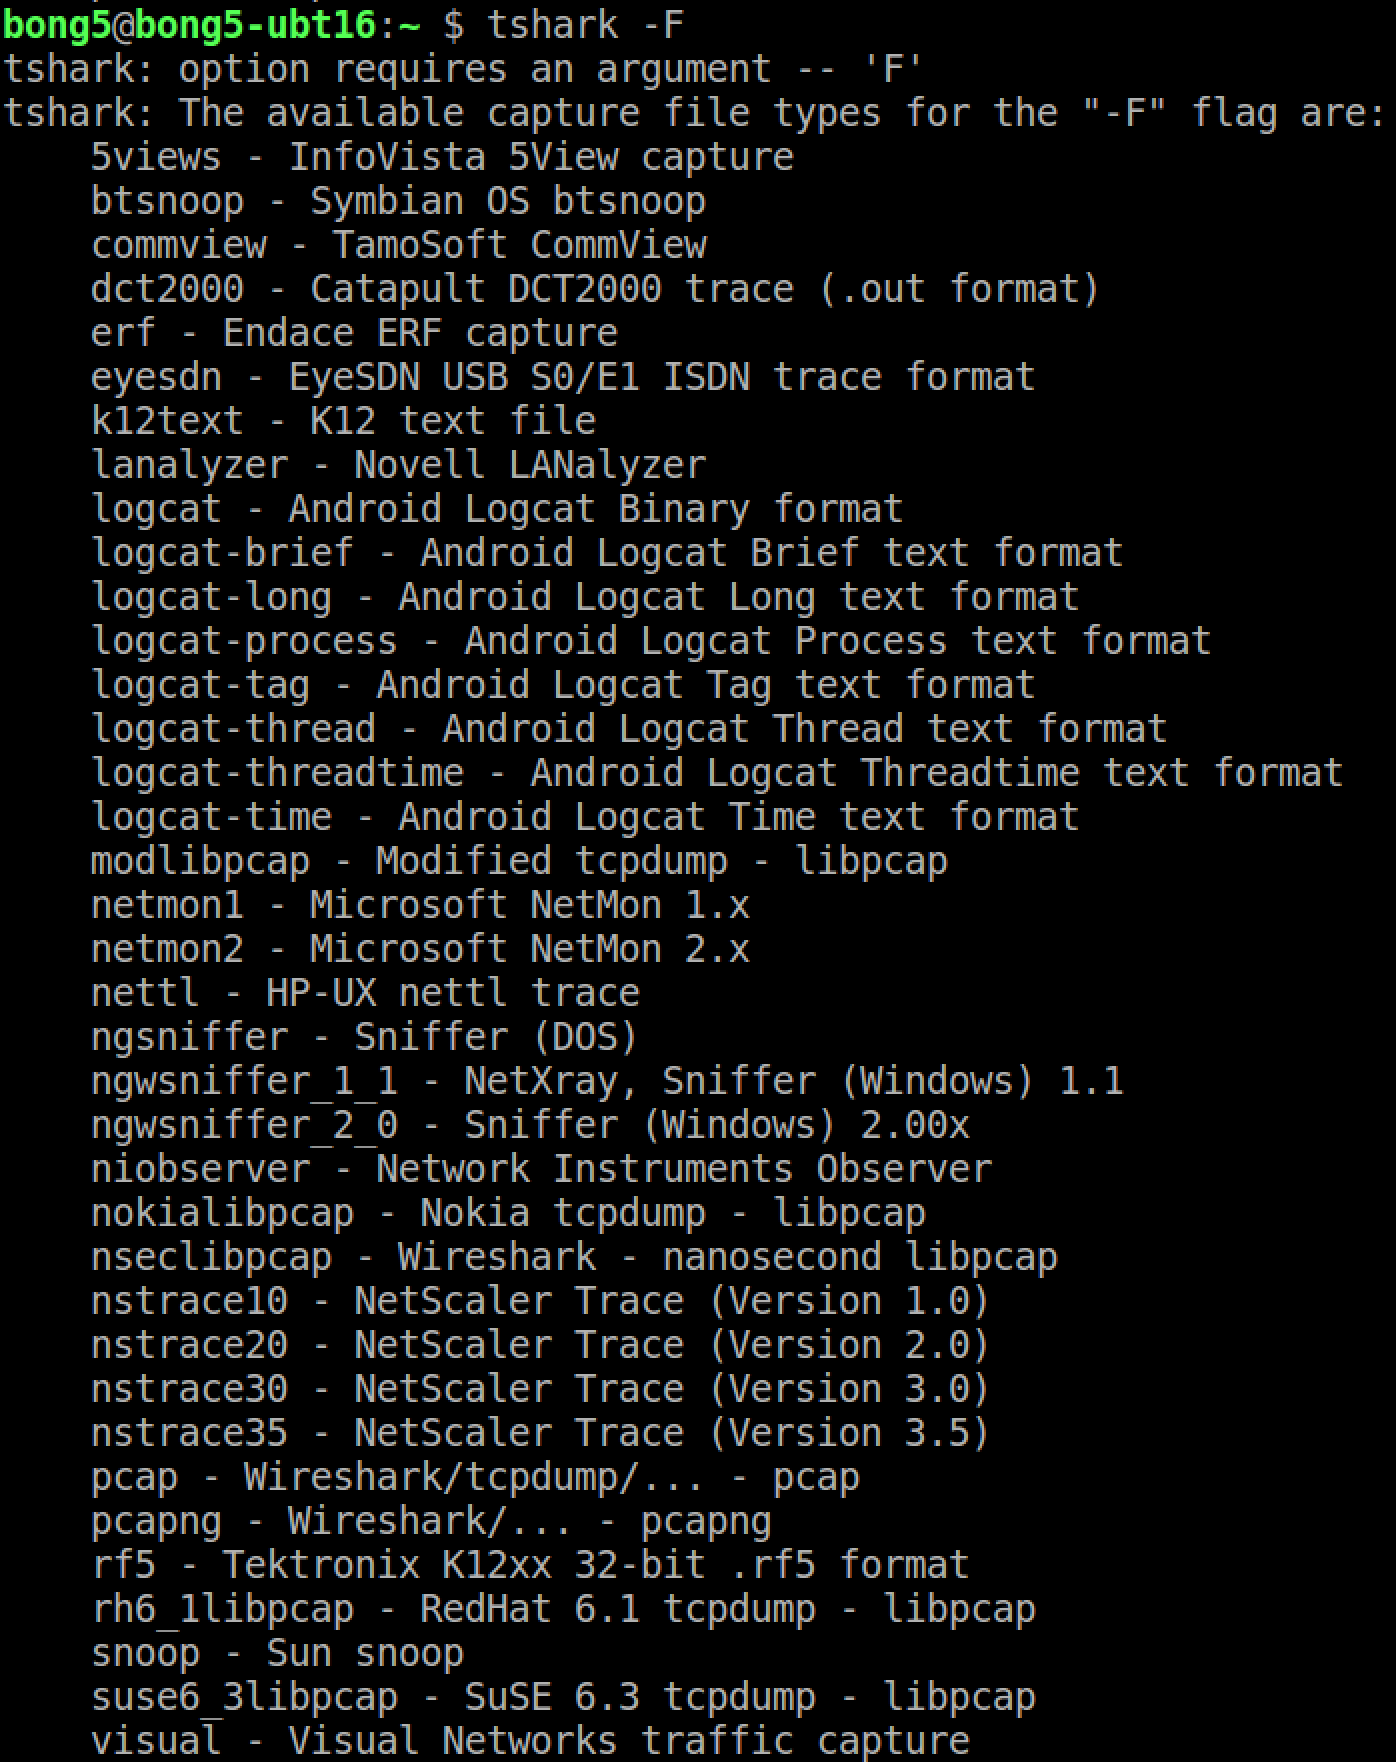 bong5@bong5-ubt16:~ $ tshark -F
tshark: option requires an argument -- 'F'
tshark: The available capture file types for the "-F" flag are:
    5views - InfoVista 5View capture
    btsnoop - Symbian OS btsnoop
    commview - TamoSoft CommView
    dct2000 - Catapult DCT2000 trace (.out format)
    erf - Endace ERF capture
    eyesdn - EyeSDN USB S0/E1 ISDN trace format
    k12text - K12 text file
    lanalyzer - Novell LANalyzer
    logcat - Android Logcat Binary format
    logcat-brief - Android Logcat Brief text format
    logcat-long - Android Logcat Long text format
    logcat-process - Android Logcat Process text format
    logcat-tag - Android Logcat Tag text format
    logcat-thread - Android Logcat Thread text format
    logcat-threadtime - Android Logcat Threadtime text format
    logcat-time - Android Logcat Time text format
    modlibpcap - Modified tcpdump - libpcap
    netmon1 - Microsoft NetMon 1.x
    netmon2 - Microsoft NetMon 2.x
    nettl - HP-UX nettl trace
    ngsniffer - Sniffer (DOS)
    ngwsniffer_1_1 - NetXray, Sniffer (Windows) 1.1
    ngwsniffer_2_0 - Sniffer (Windows) 2.00x
    niobserver - Network Instruments Observer
    nokialibpcap - Nokia tcpdump - libpcap
    nseclibpcap - Wireshark - nanosecond libpcap
    nstrace10 - NetScaler Trace (Version 1.0)
    nstrace20 - NetScaler Trace (Version 2.0)
    nstrace30 - NetScaler Trace (Version 3.0)
    nstrace35 - NetScaler Trace (Version 3.5)
    pcap - Wireshark/tcpdump/... - pcap
    pcapng - Wireshark/... - pcapng
    rf5 - Tektronix K12xx 32-bit .rf5 format
    rh6_1libpcap - RedHat 6.1 tcpdump - libpcap
    snoop - Sun snoop
    suse6_3libpcap - SuSE 6.3 tcpdump - libpcap
    visual - Visual Networks traffic capture